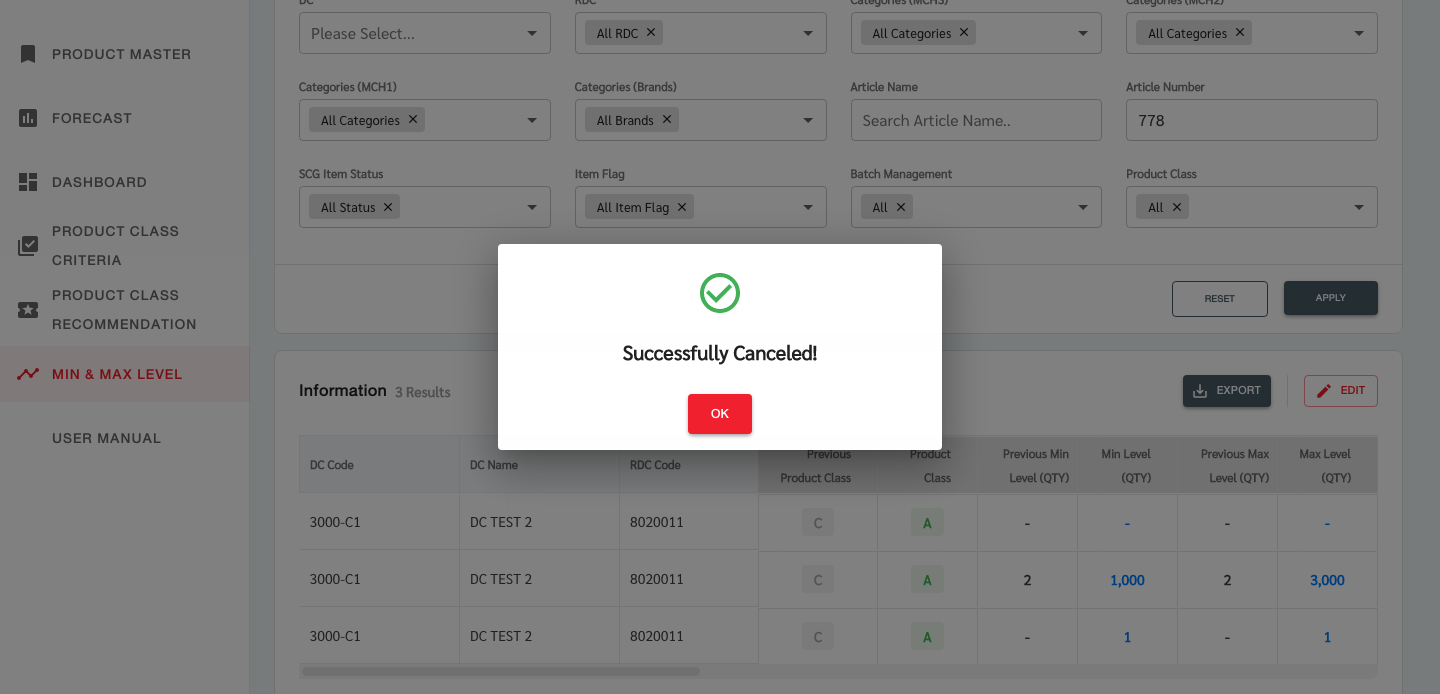 PRODUCT MASTER
FORECAST
DASHBOARD
PRODUCT CLASS
CRITERIA
PRODUCT CLASS
RECOMMENDATION
MIN & MAX LEVEL
USER MANUAL
DC
RDC
Categories (MCH3)
Categories (MCH2)
Please Select...
All RDC
All Categories
All Categories
Categories (MCH1)
Categories (Brands)
Article Name
Article Number
All Categories
All Brands
Search Article Name..
778
SCG Item Status
Item Flag
Batch Management
Product Class
All Status
All Item Flag
All
All
RESET
APPLY
Successfully Canceled!
OK
Information 3 Results
EXPORT
EDIT
DC Code
DC Name
RDC Code
Previous
Product Class
Product
Class
Previous Min
Level (QTY)
Min Level
(QTY)
Previous Max
Level (QTY)
Max Level
(QTY)
3000-C1 DC TEST 2 8020011 C A - - - -
3000-C1 DC TEST 2 8020011 C A 2 1,000 2 3,000
3000-C1 DC TEST 2 8020011 C A - 1 - 1